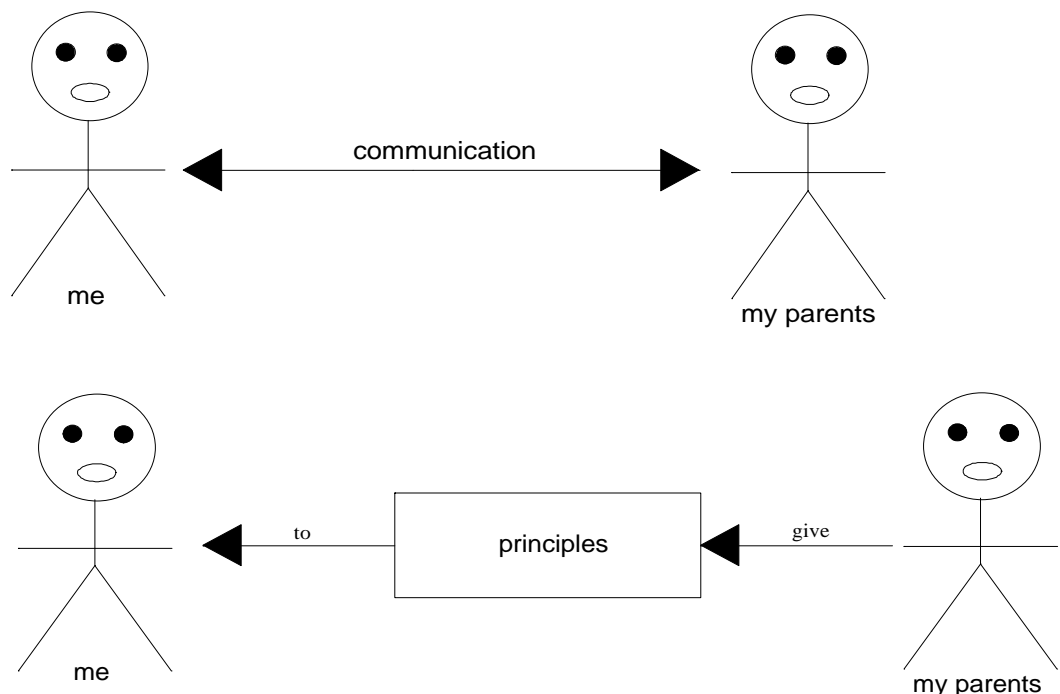 communication
me
my parents
to
principles
give
me
my parents